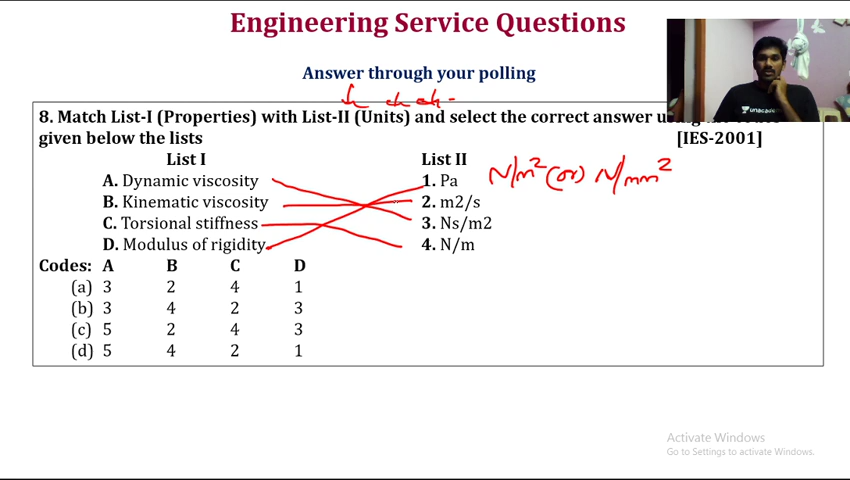 Engineering Service Questions
Answer through your polling
8. Match List-I (Properties) with List-II (Units) and select the correct answer
given below the lists [IES-2001]
List I List II
A. Dynamic viscosity 1. Pa N/m² (or) N/mm²
B. Kinematic viscosity 2. m2/s
C. Torsional stiffness 3. Ns/m2
D. Modulus of rigidity 4. N/m
Codes: A B C D
(a) 3 2 4 1
(b) 3 4 2 3
(c) 5 2 4 3
(d) 5 4 2 1
Activate Windows
Go to Settings to activate Windows.